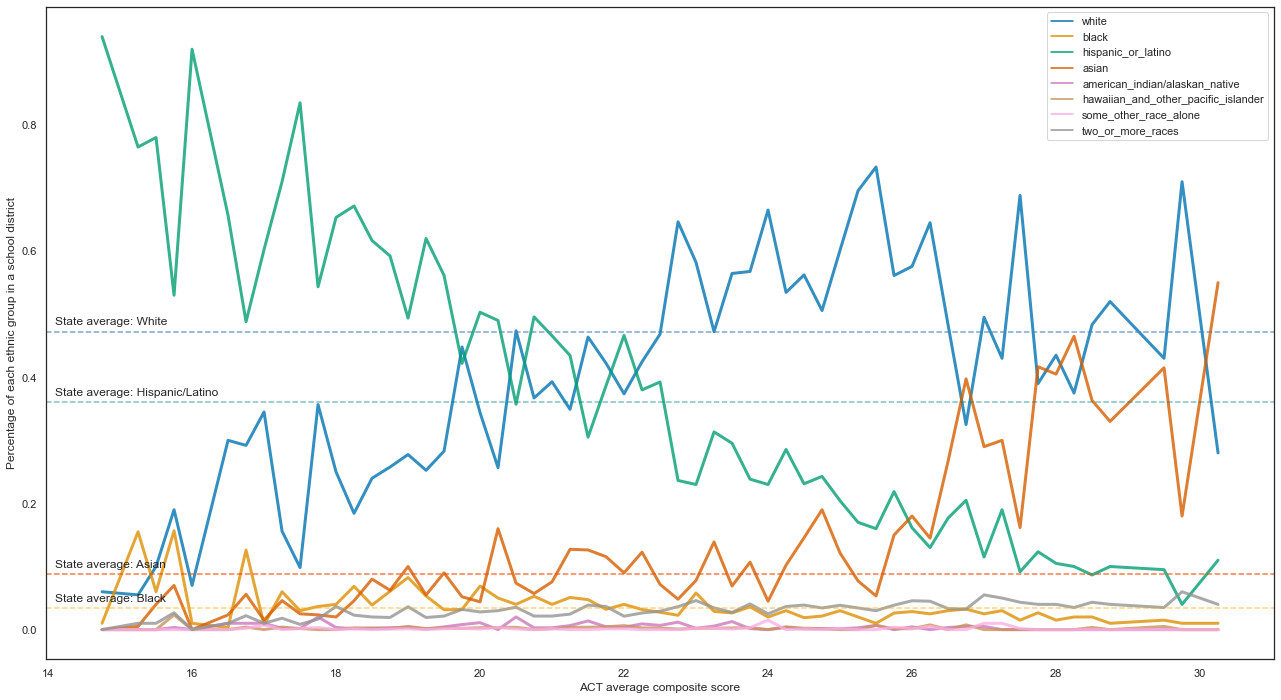 white
black
hispanic_or_latino
asian
american_indian/alaskan_native
hawaiian_and_other_pacific_islander
some_other_race_alone
two_or_more_races
Percentage of each ethnic group in a school district
0.8
0.6
0.4
0.2
0.0
State average: White
State average: Hispanic/Latino
State average: Asian
State average: Black
14 16 18 20 22 24 26 28 30
ACT average composite score